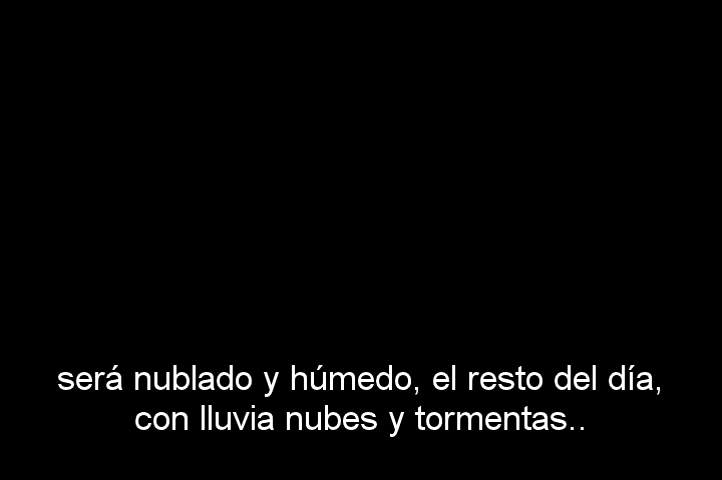 será nublado y húmedo, el resto del día,
con lluvia nubes y tormentas..